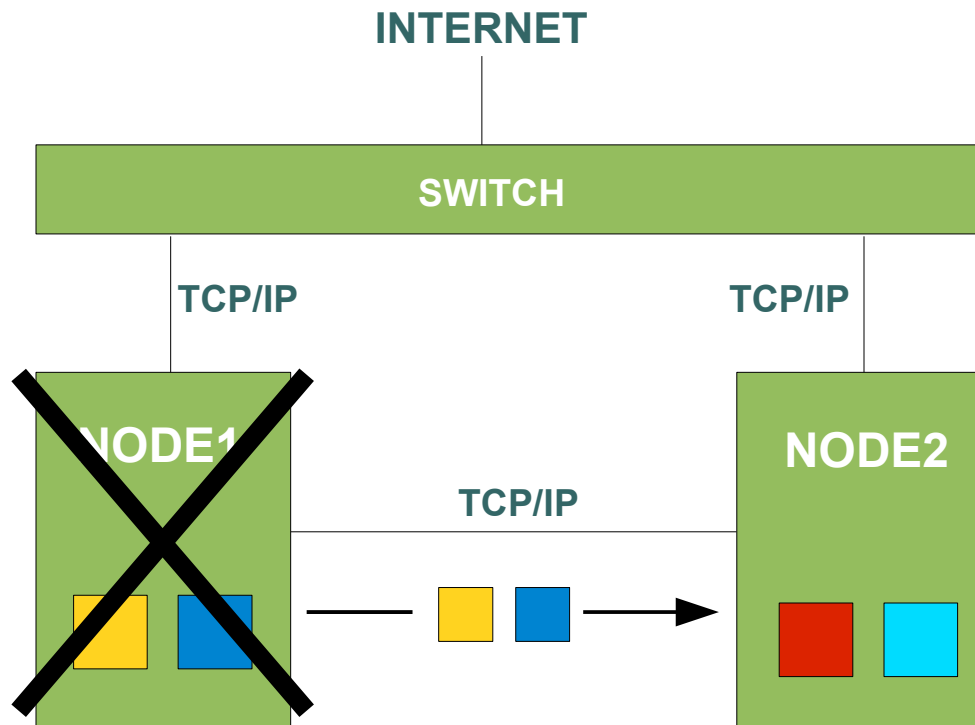 INTERNET
SWITCH
TCP/IP
TCP/IP
NODE1
NODE2
TCP/IP